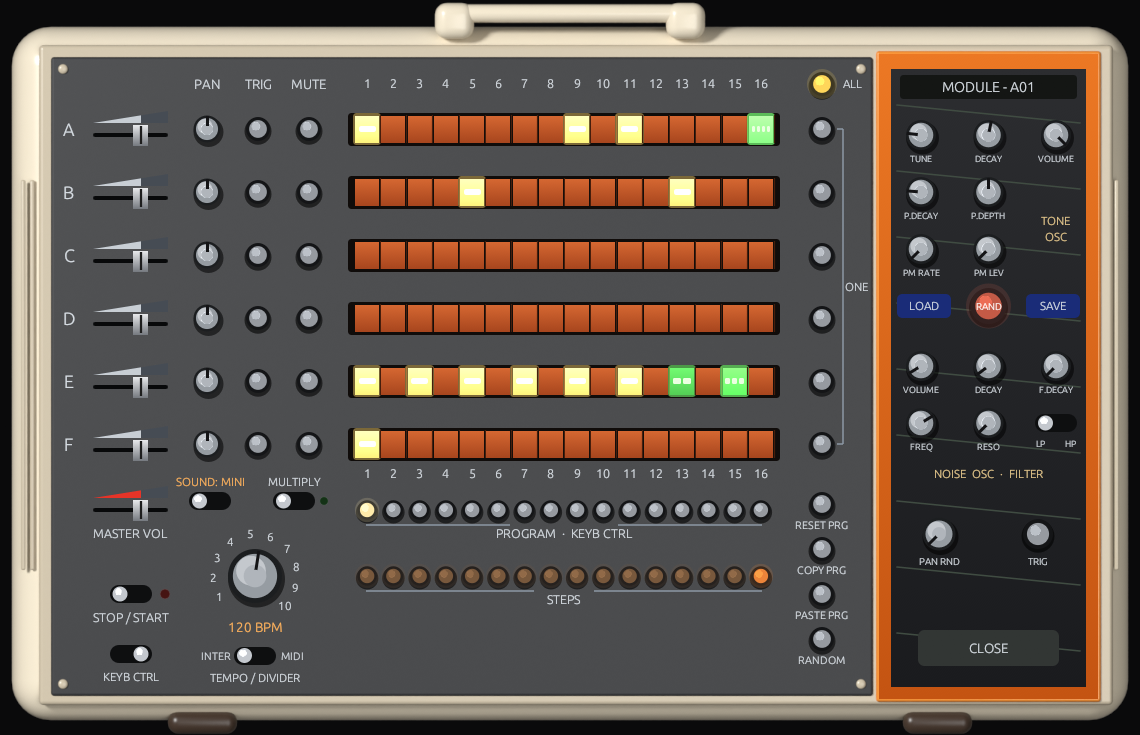 PAN TRIG MUTE 1 2 3 4 5 6 7 8 9 10 11 12 13 14 15 16 ALL
MODULE - A01
A
TUNE DECAY VOLUME
B
P.DECAY P.DEPTH
TONE
OSC
C
PM RATE PM LEV
ONE
LOAD RAND SAVE
D
E
VOLUME DECAY F.DECAY
F
FREQ RESO LP HP
1 2 3 4 5 6 7 8 9 10 11 12 13 14 15 16
NOISE OSC · FILTER
SOUND: MINI MULTIPLY
MASTER VOL
PROGRAM · KEYB CTRL
RESET PRG
1 2 3 4 5 6 7 8 9 10
PAN RND TRIG
COPY PRG
STEPS
STOP / START
PASTE PRG
120 BPM
INTER MIDI
RANDOM
CLOSE
KEYB CTRL
TEMPO / DIVIDER